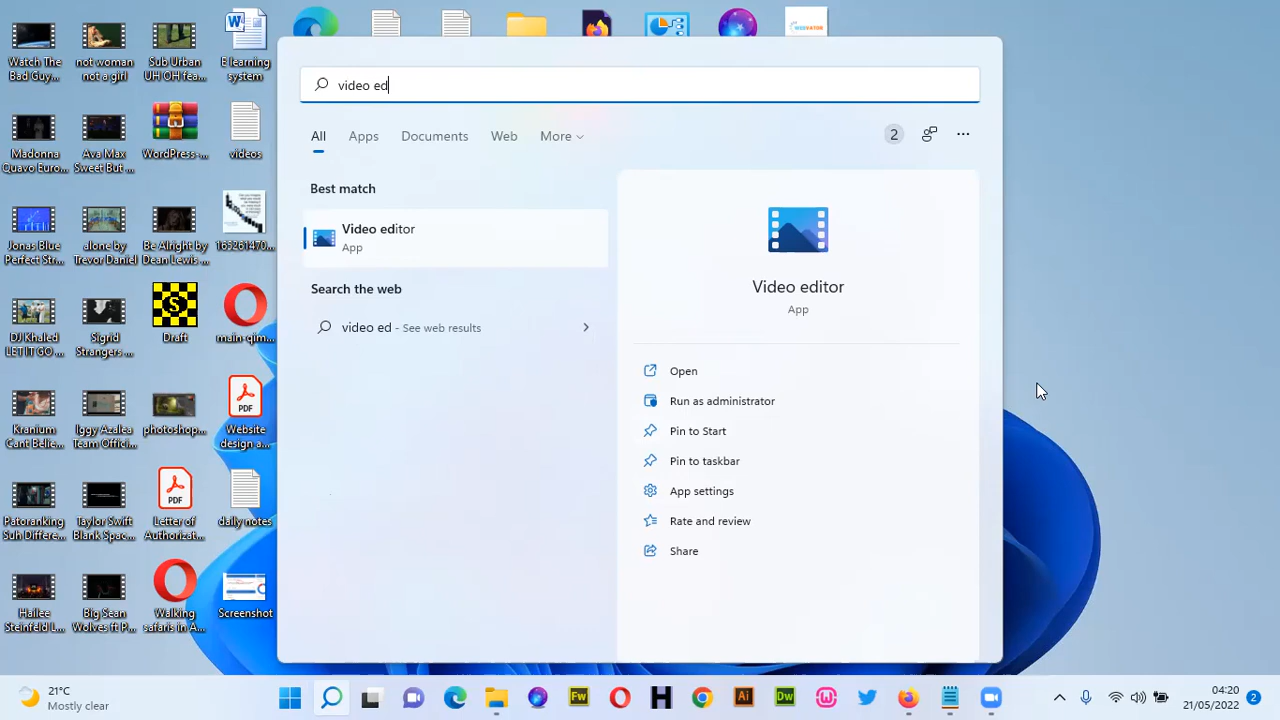 video ed
All Apps Documents Web More
2
Best match
Video editor
App
Search the web
video ed - See web results
Video editor
App
Open
Run as administrator
Pin to Start
Pin to taskbar
App settings
Rate and review
Share
Watch The Bad Guy...
not woman not a girl
Sub Urban UH OH fea...
E learning system
Madonna Quavo Euro...
Ava Max Sweet But ...
WordPress-...
videos
Jonas Blue Perfect Str...
alone by Trevor Daniel
Be Alright by Dean Lewis ...
DJ Khaled LET IT GO ...
Sigrid Strangers ...
Draft
main-qim...
Kranium Cant Belie...
Iggy Azalea Team Offici...
photoshop...
PDF
Website design a...
Patoranking Suh Differe...
Taylor Swift Blank Spac...
PDF
Letter of Authorizat...
daily notes
Hailee Steinfeld L...
Big Sean Wolves ft P...
Walking safaris in A...
Screenshot
21°C
Mostly clear
Fw
H
Ai
Dw
04:20
21/05/2022
2